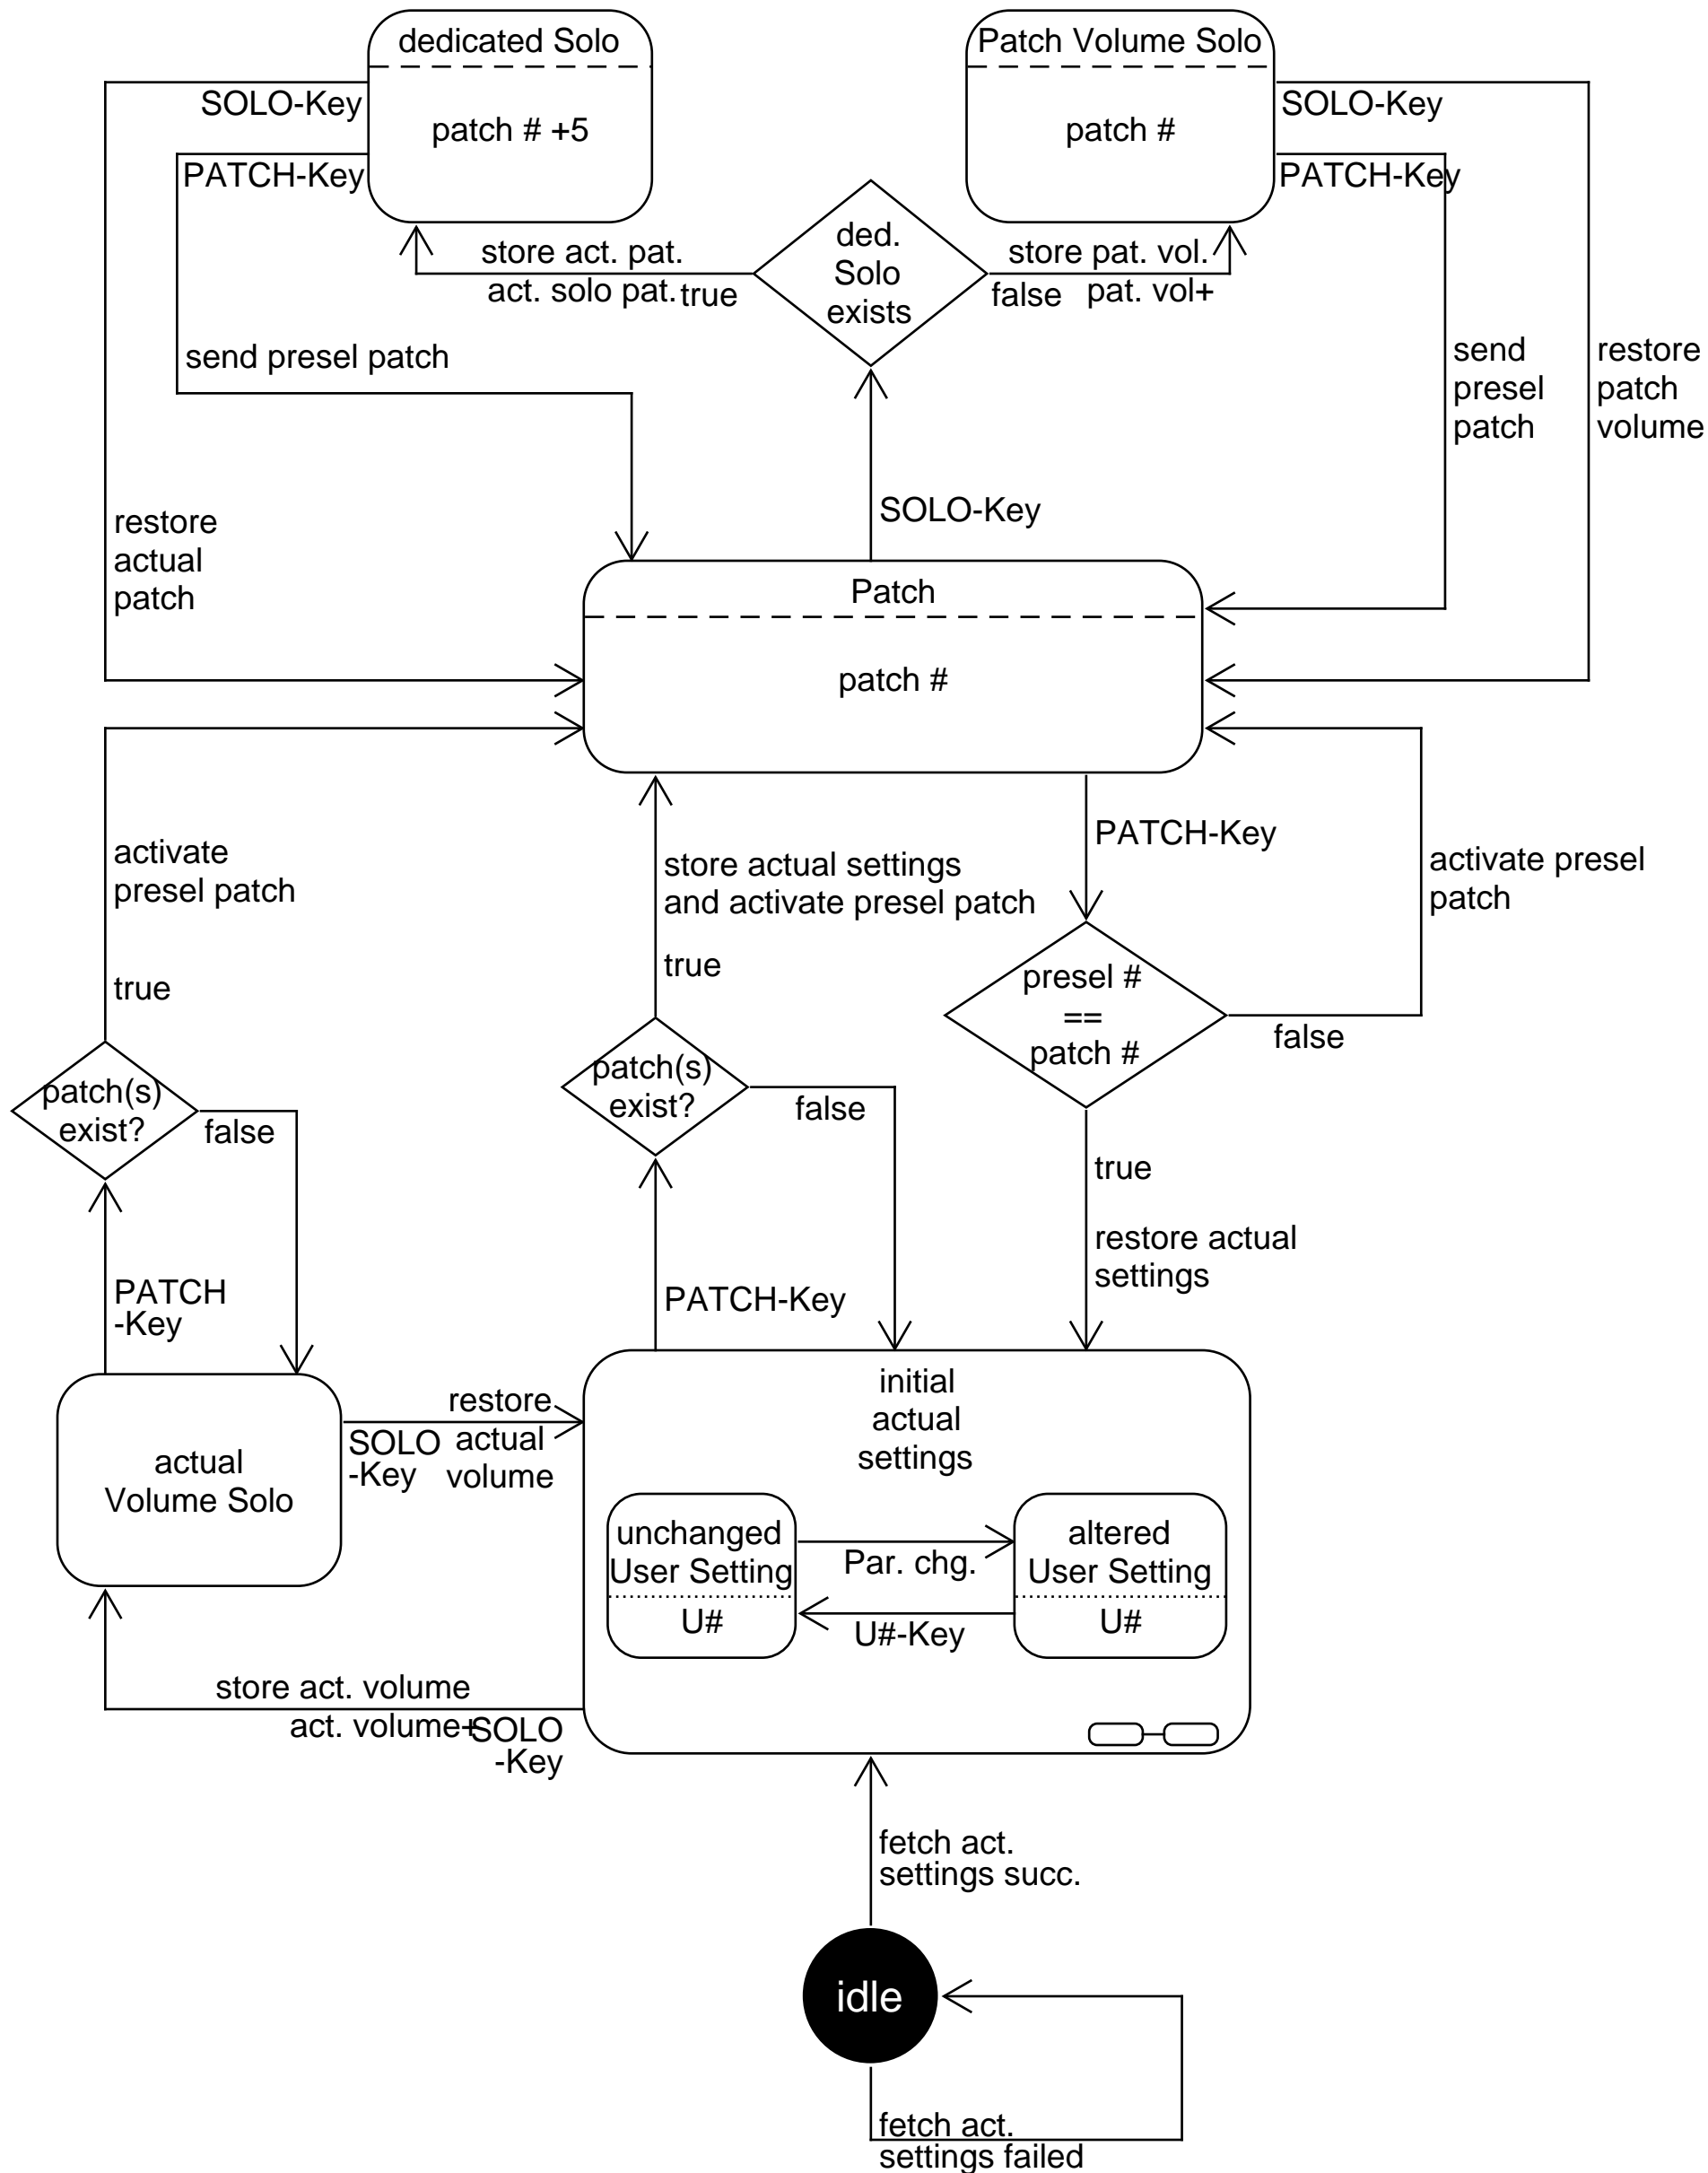 dedicated Solo
Patch Volume Solo
SOLO-Key
patch # +5
patch #
SOLO-Key
PATCH-Key
PATCH-Key
store act. pat.
act. solo pat.
true
ded.
Solo
exists
store pat. vol.
false
pat. vol+
send presel patch
send
presel
patch
restore
patch
volume
restore
actual
patch
SOLO-Key
Patch
patch #
activate
presel patch
true
store actual settings
and activate presel patch
true
PATCH-Key
activate presel
patch
presel #
==
patch #
false
patch(s)
exist?
false
patch(s)
exist?
false
true
restore actual
settings
PATCH
-Key
PATCH-Key
actual
Volume Solo
SOLO
-Key
restore
actual
volume
initial
actual
settings
unchanged
User Setting
U#
Par. chg.
U#-Key
altered
User Setting
U#
store act. volume
act. volume+
SOLO
-Key
fetch act.
settings succ.
idle
fetch act.
settings failed